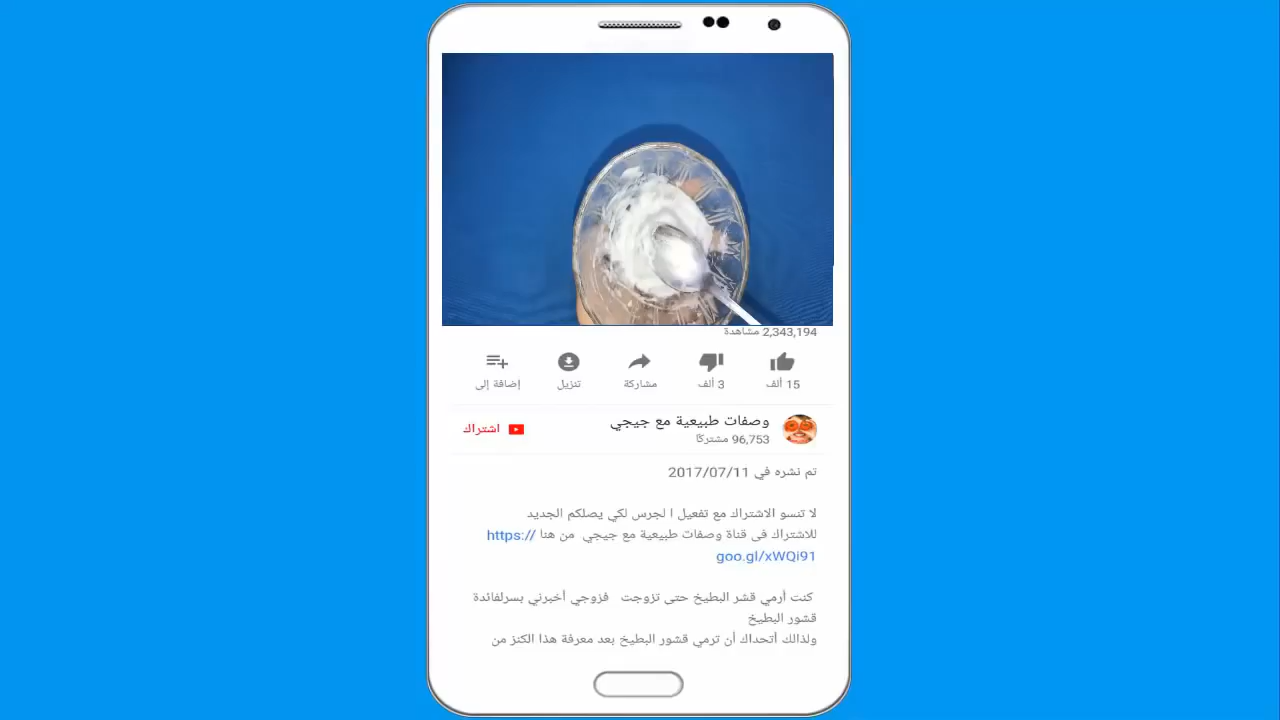 2,343,194 مشاهدة
15 ألف
3 ألف
مشاركة
تنزيل
إضافة إلى
وصفات طبيعية مع جيجي
96,753 مشتركًا
اشتراك
تم نشره في 2017/07/11
لا تنسو الاشتراك مع تفعيل ا لجرس لكي يصلكم الجديد
للاشتراك فى قناة وصفات طبيعية مع جيجي من هنا https://
goo.gl/xWQi91
كنت أرمي قشر البطيخ حتى تزوجت فزوجي أخبرني بسرلفائدة
قشور البطيخ
ولذالك أتحداك أن ترمي قشور البطيخ بعد معرفة هذا الكنز من